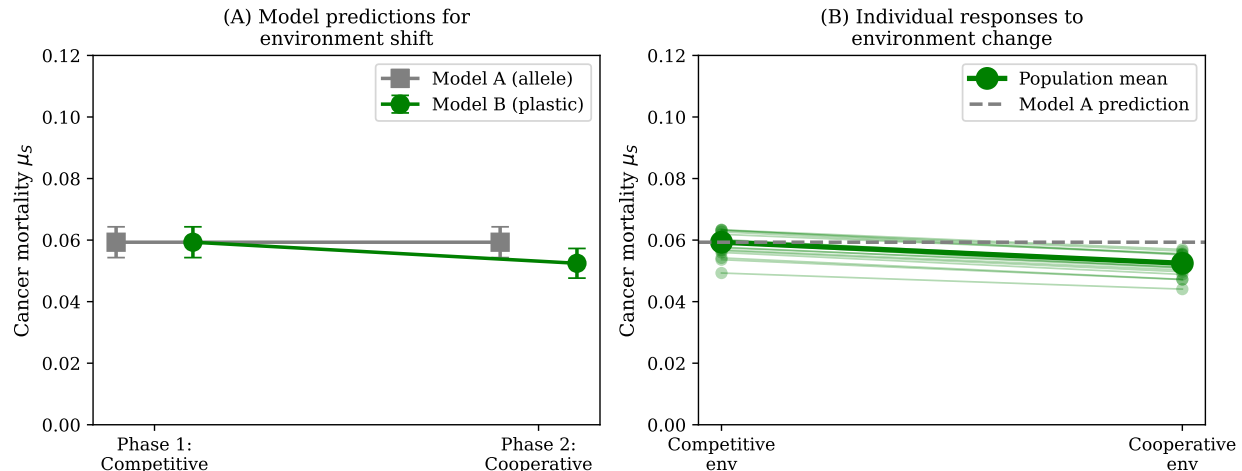 (A) Model predictions for
environment shift
Cancer mortality μS
0.12
0.10
0.08
0.06
0.04
0.02
0.00
Model A (allele)
Model B (plastic)
Phase 1:
Competitive
Phase 2:
Cooperative
(B) Individual responses to
environment change
Cancer mortality μS
0.12
0.10
0.08
0.06
0.04
0.02
0.00
Population mean
Model A prediction
Competitive
env
Cooperative
env